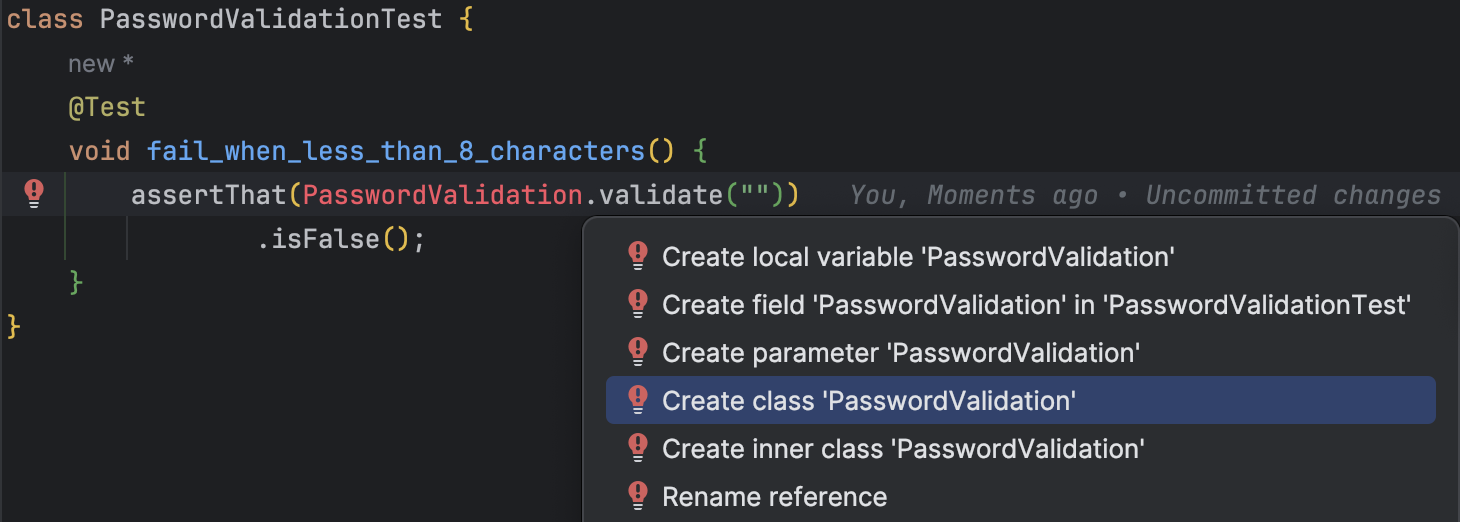 class PasswordValidationTest {
new *
@Test
void fail_when_less_than_8_characters() {
assertThat(PasswordValidation.validate("")) You, Moments ago • Uncommitted changes
.isFalse();
}
}
Create local variable 'PasswordValidation'
Create field 'PasswordValidation' in 'PasswordValidationTest'
Create parameter 'PasswordValidation'
Create class 'PasswordValidation'
Create inner class 'PasswordValidation'
Rename reference